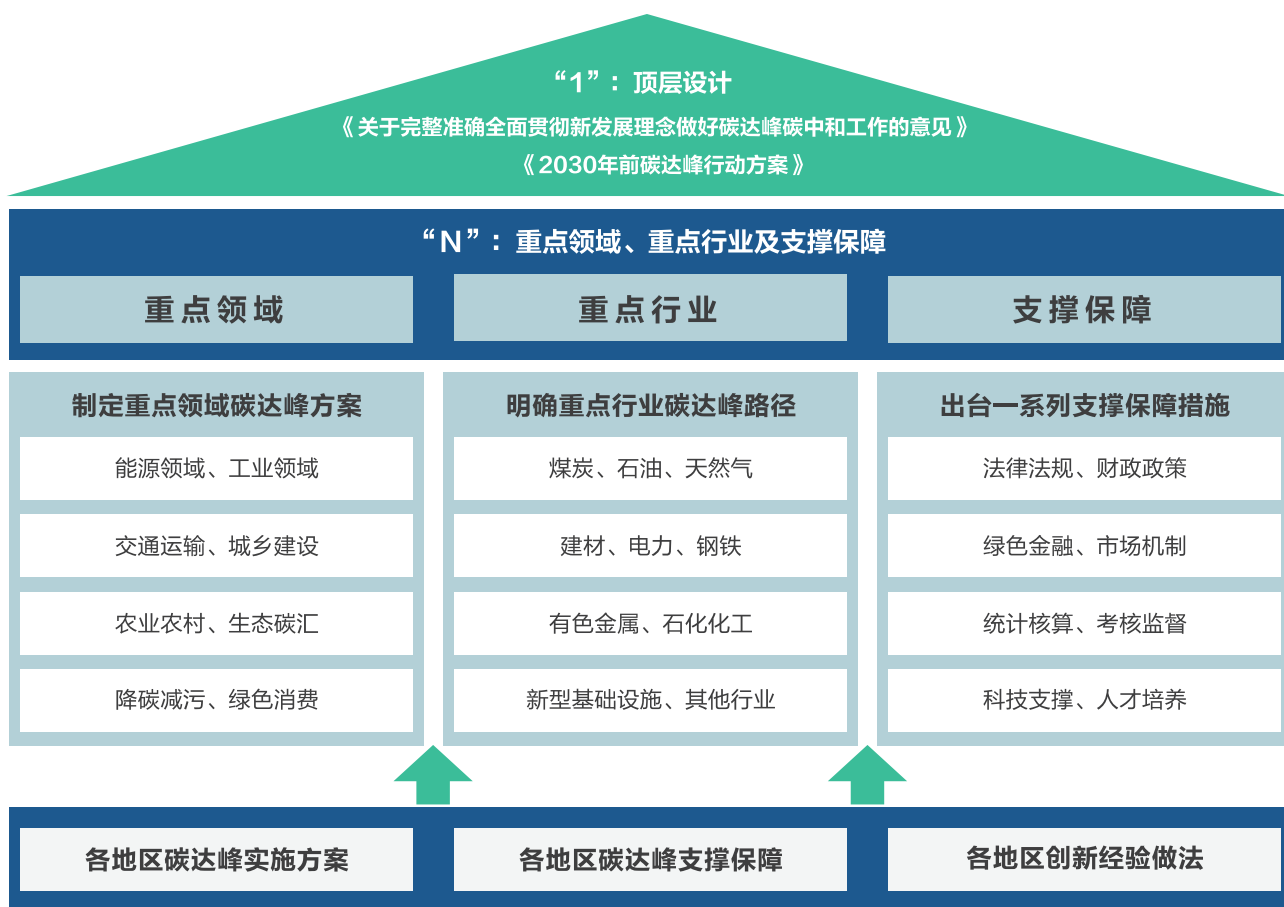 “1”：顶层设计
《关于完整准确全面贯彻新发展理念做好碳达峰碳中和工作的意见》
《2030年前碳达峰行动方案》
“N”：重点领域、重点行业及支撑保障
重点领域
重点行业
支撑保障
制定重点领域碳达峰方案
能源领域、工业领域
交通运输、城乡建设
农业农村、生态碳汇
降碳减污、绿色消费
明确重点行业碳达峰路径
煤炭、石油、天然气
建材、电力、钢铁
有色金属、石化化工
新型基础设施、其他行业
出台一系列支撑保障措施
法律法规、财政政策
绿色金融、市场机制
统计核算、考核监督
科技支撑、人才培养
各地区碳达峰实施方案
各地区碳达峰支撑保障
各地区创新经验做法